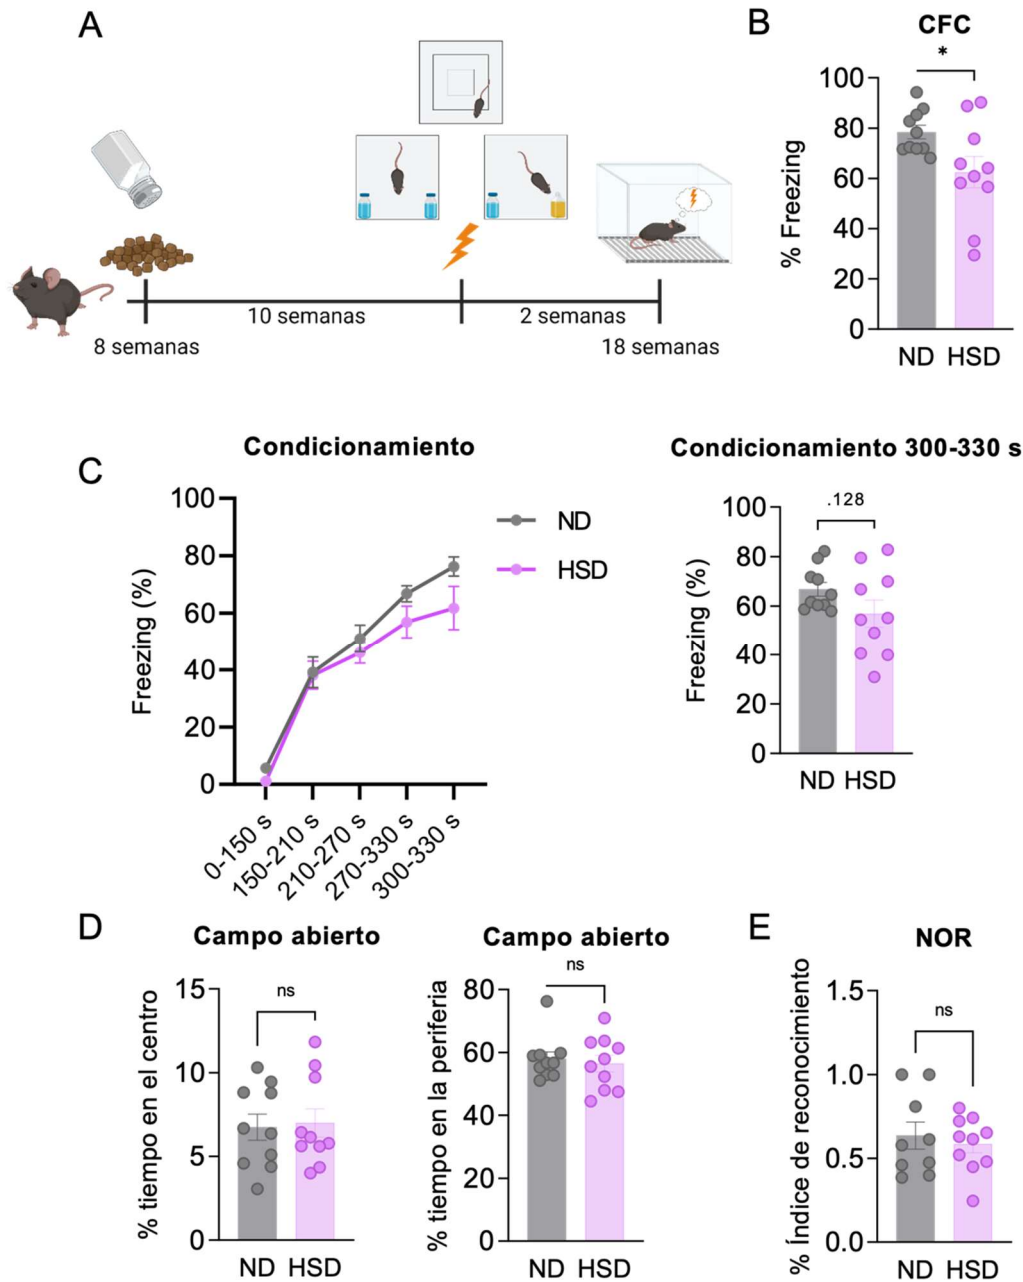 A
10 semanas
2 semanas
8 semanas
18 semanas
B
CFC
*
% Freezing
100
80
60
40
20
0
ND
HSD
C
Condicionamiento
Freezing (%)
100
80
60
40
20
0
0-150 s
150-210 s
210-270 s
270-330 s
300-330 s
ND
HSD
Condicionamiento 300-330 s
.128
Freezing (%)
100
80
60
40
20
0
ND
HSD
D
Campo abierto
ns
% tiempo en el centro
15
10
5
0
ND
HSD
Campo abierto
ns
% tiempo en la periferia
80
60
40
20
0
ND
HSD
E
NOR
ns
% Índice de reconocimiento
1.5
1.0
0.5
0.0
ND
HSD